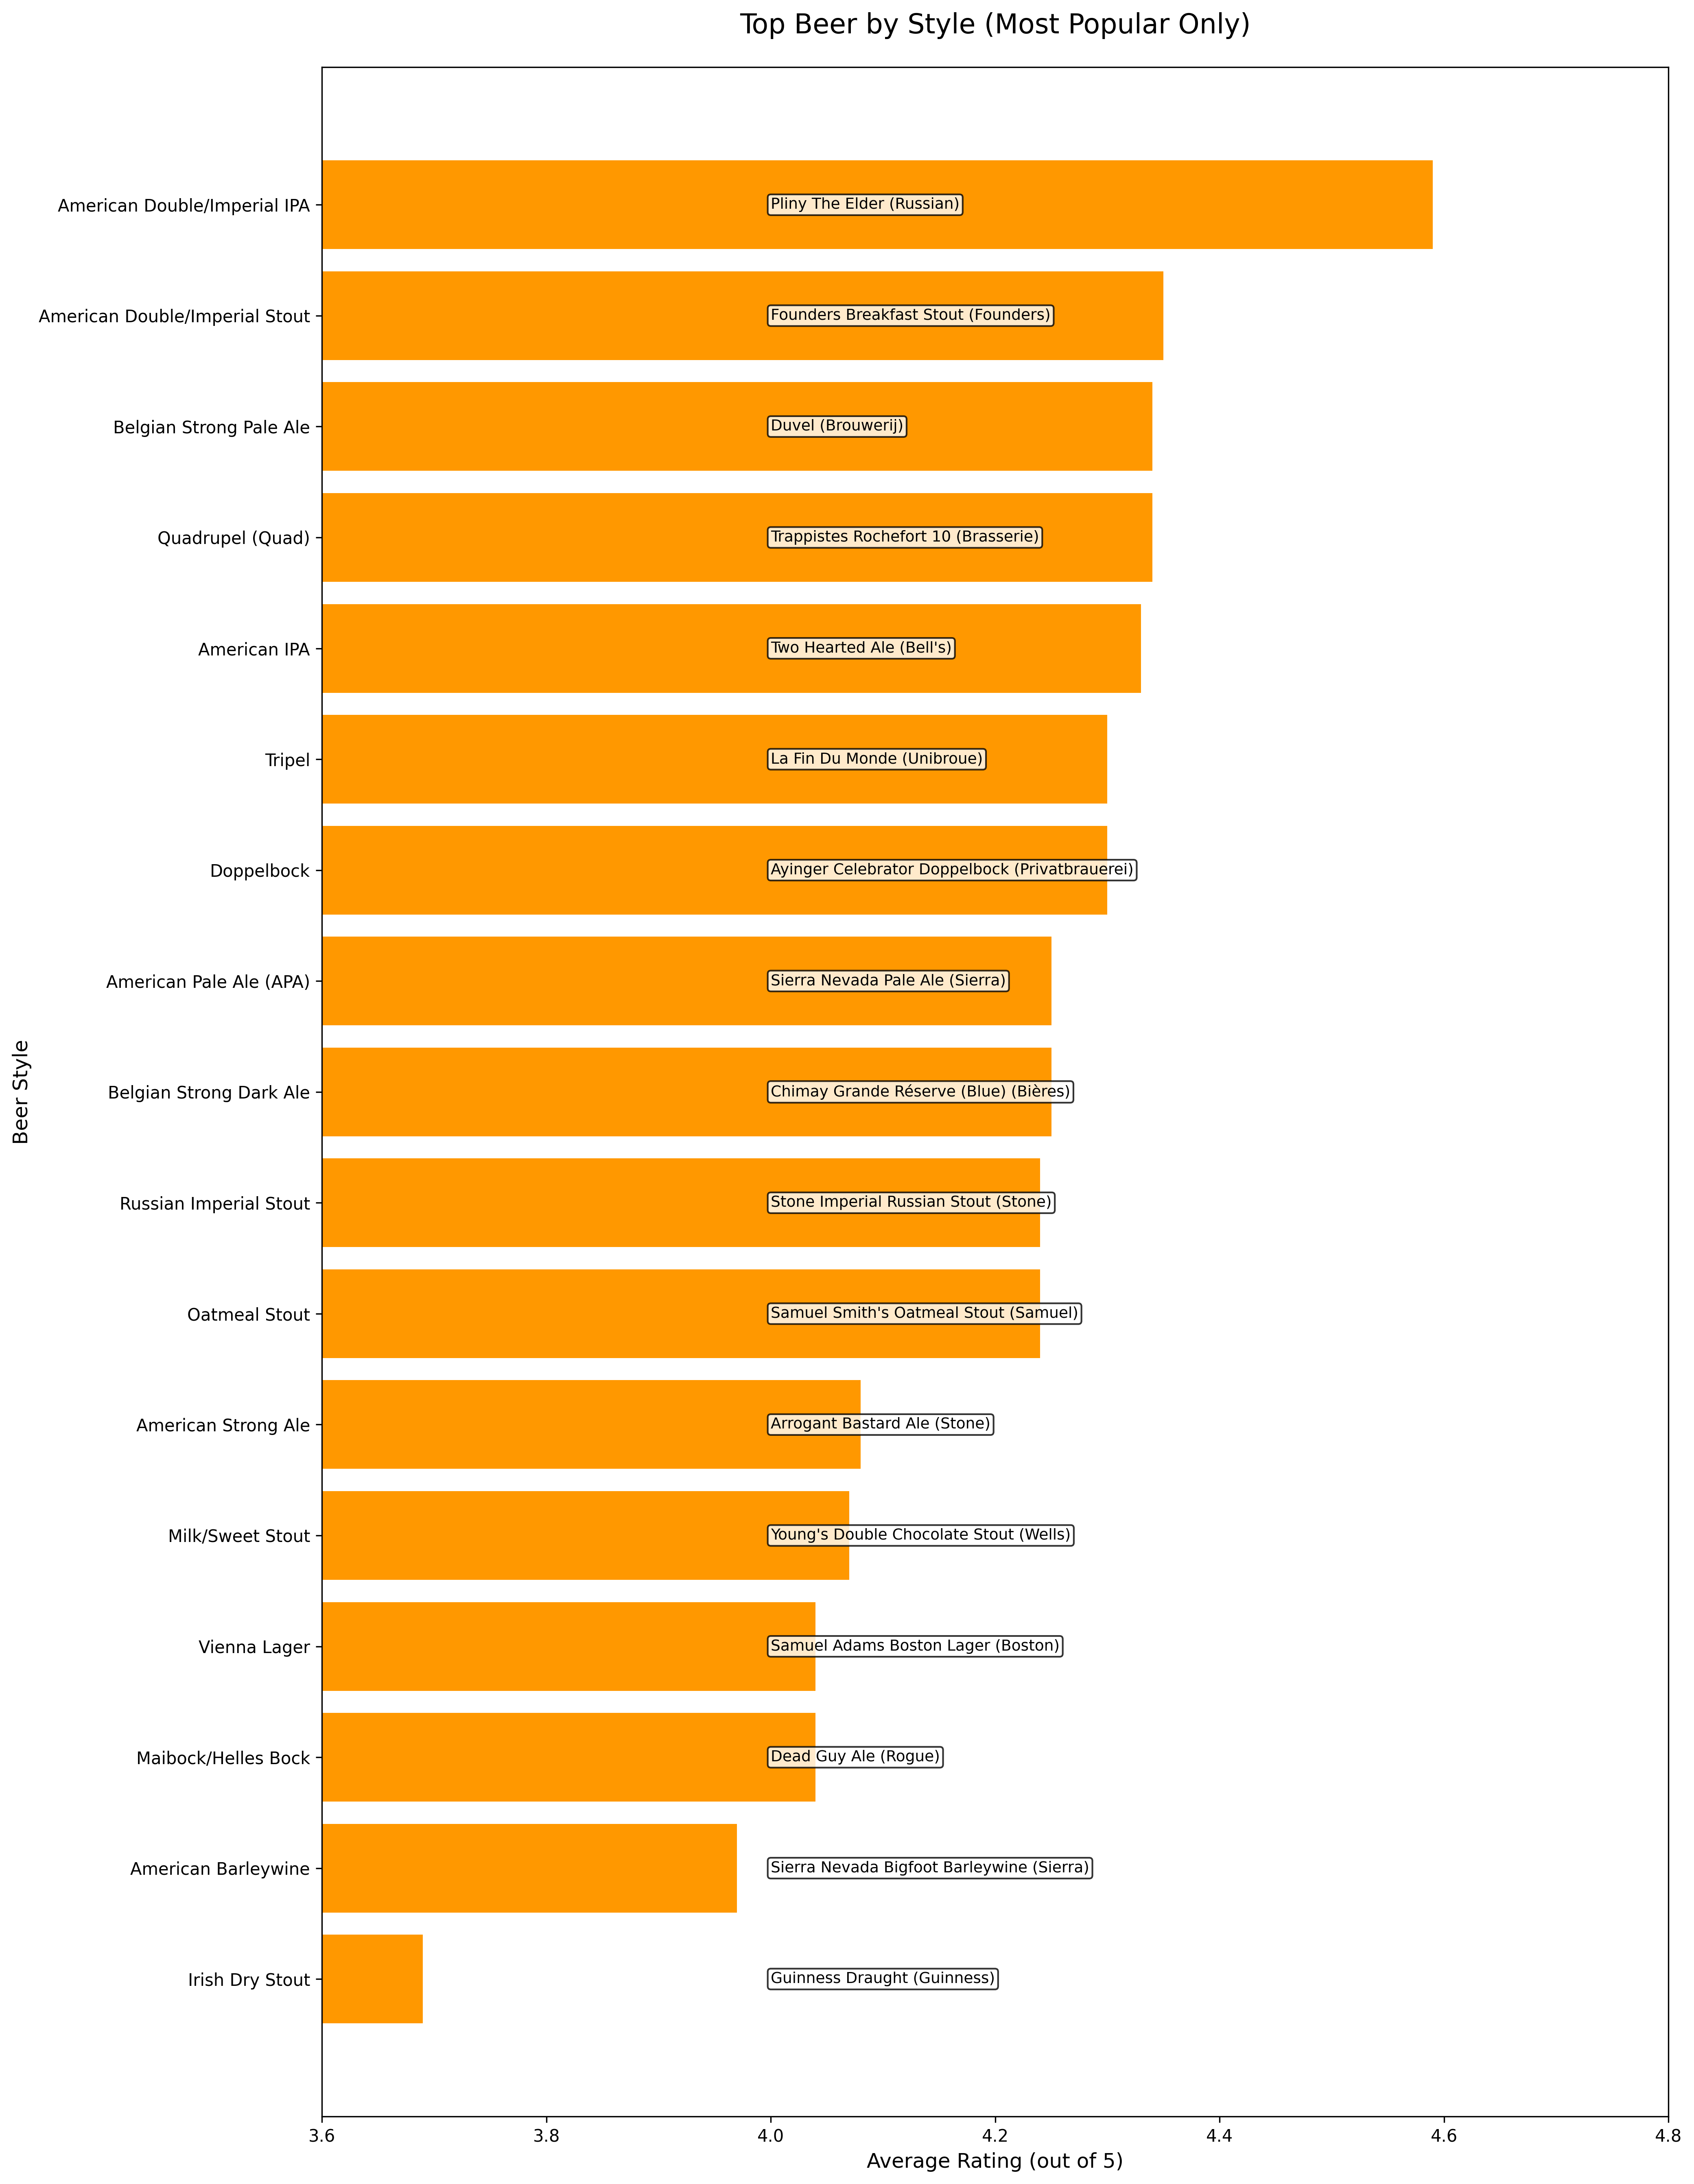 Top Beer by Style (Most Popular Only)
American Double/Imperial IPA
Pliny The Elder (Russian)
American Double/Imperial Stout
Founders Breakfast Stout (Founders)
Belgian Strong Pale Ale
Duvel (Brouwerij)
Quadrupel (Quad)
Trappistes Rochefort 10 (Brasserie)
American IPA
Two Hearted Ale (Bell's)
Tripel
La Fin Du Monde (Unibroue)
Doppelbock
Ayinger Celebrator Doppelbock (Privatbrauerei)
American Pale Ale (APA)
Sierra Nevada Pale Ale (Sierra)
Belgian Strong Dark Ale
Chimay Grande Réserve (Blue) (Bières)
Russian Imperial Stout
Stone Imperial Russian Stout (Stone)
Oatmeal Stout
Samuel Smith's Oatmeal Stout (Samuel)
American Strong Ale
Arrogant Bastard Ale (Stone)
Milk/Sweet Stout
Young's Double Chocolate Stout (Wells)
Vienna Lager
Samuel Adams Boston Lager (Boston)
Maibock/Helles Bock
Dead Guy Ale (Rogue)
American Barleywine
Sierra Nevada Bigfoot Barleywine (Sierra)
Irish Dry Stout
Guinness Draught (Guinness)
Beer Style
3.6 3.8 4.0 4.2 4.4 4.6 4.8
Average Rating (out of 5)